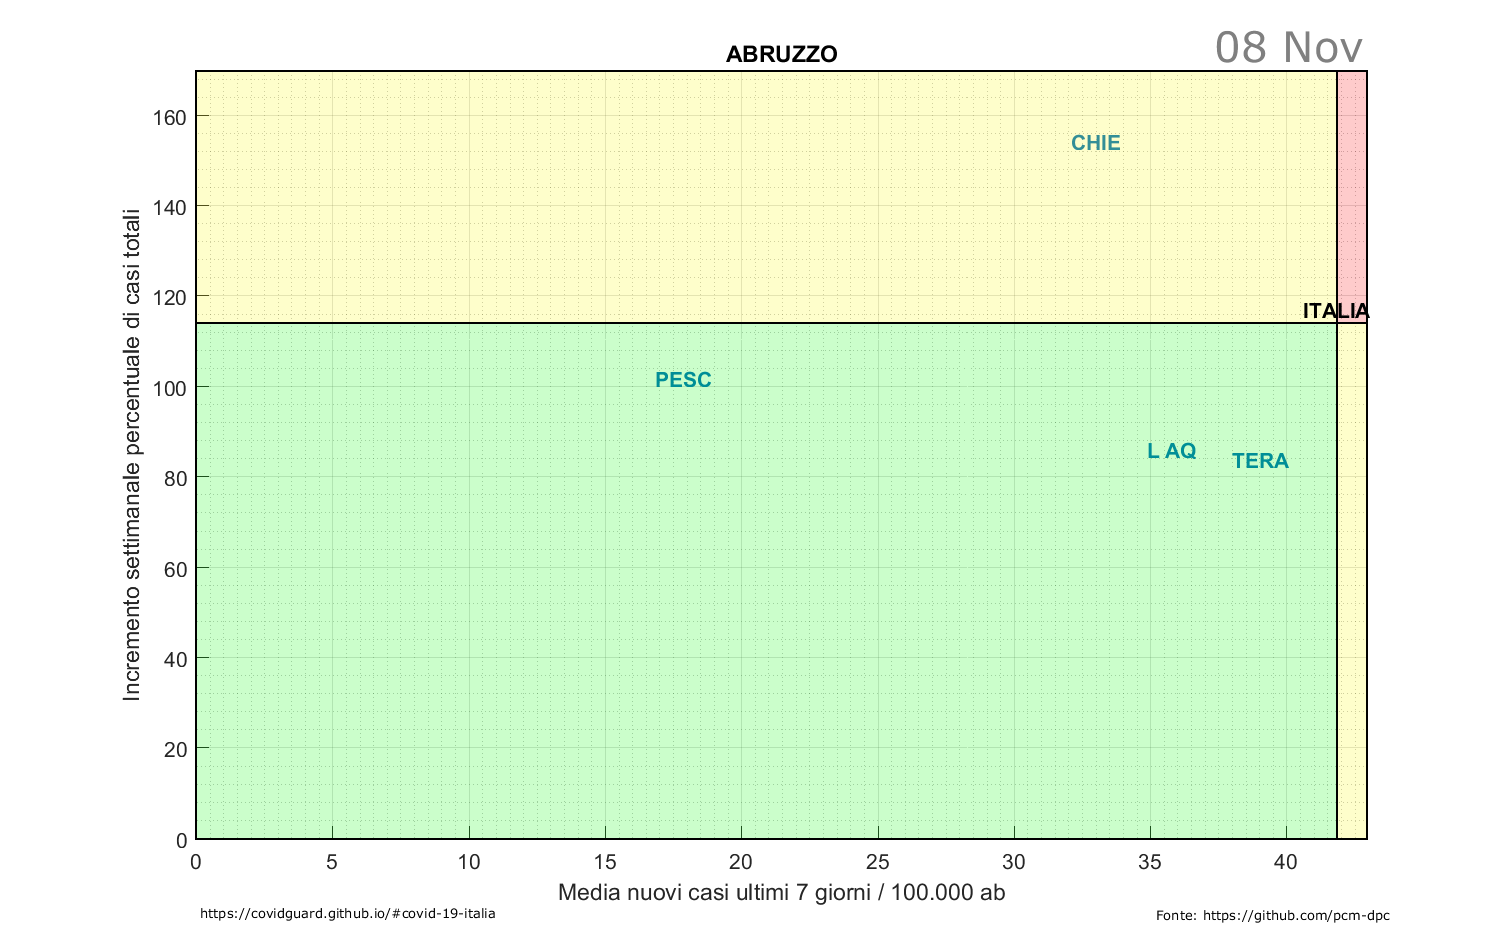 08 Nov
ABRUZZO
Incremento settimanale percentuale di casi totali
160
140
120
100
80
60
40
20
0
CHIE
ITALIA
PESC
L AQ
TERA
0 5 10 15 20 25 30 35 40
Media nuovi casi ultimi 7 giorni / 100.000 ab
https://covidguard.github.io/#covid-19-italia
Fonte: https://github.com/pcm-dpc